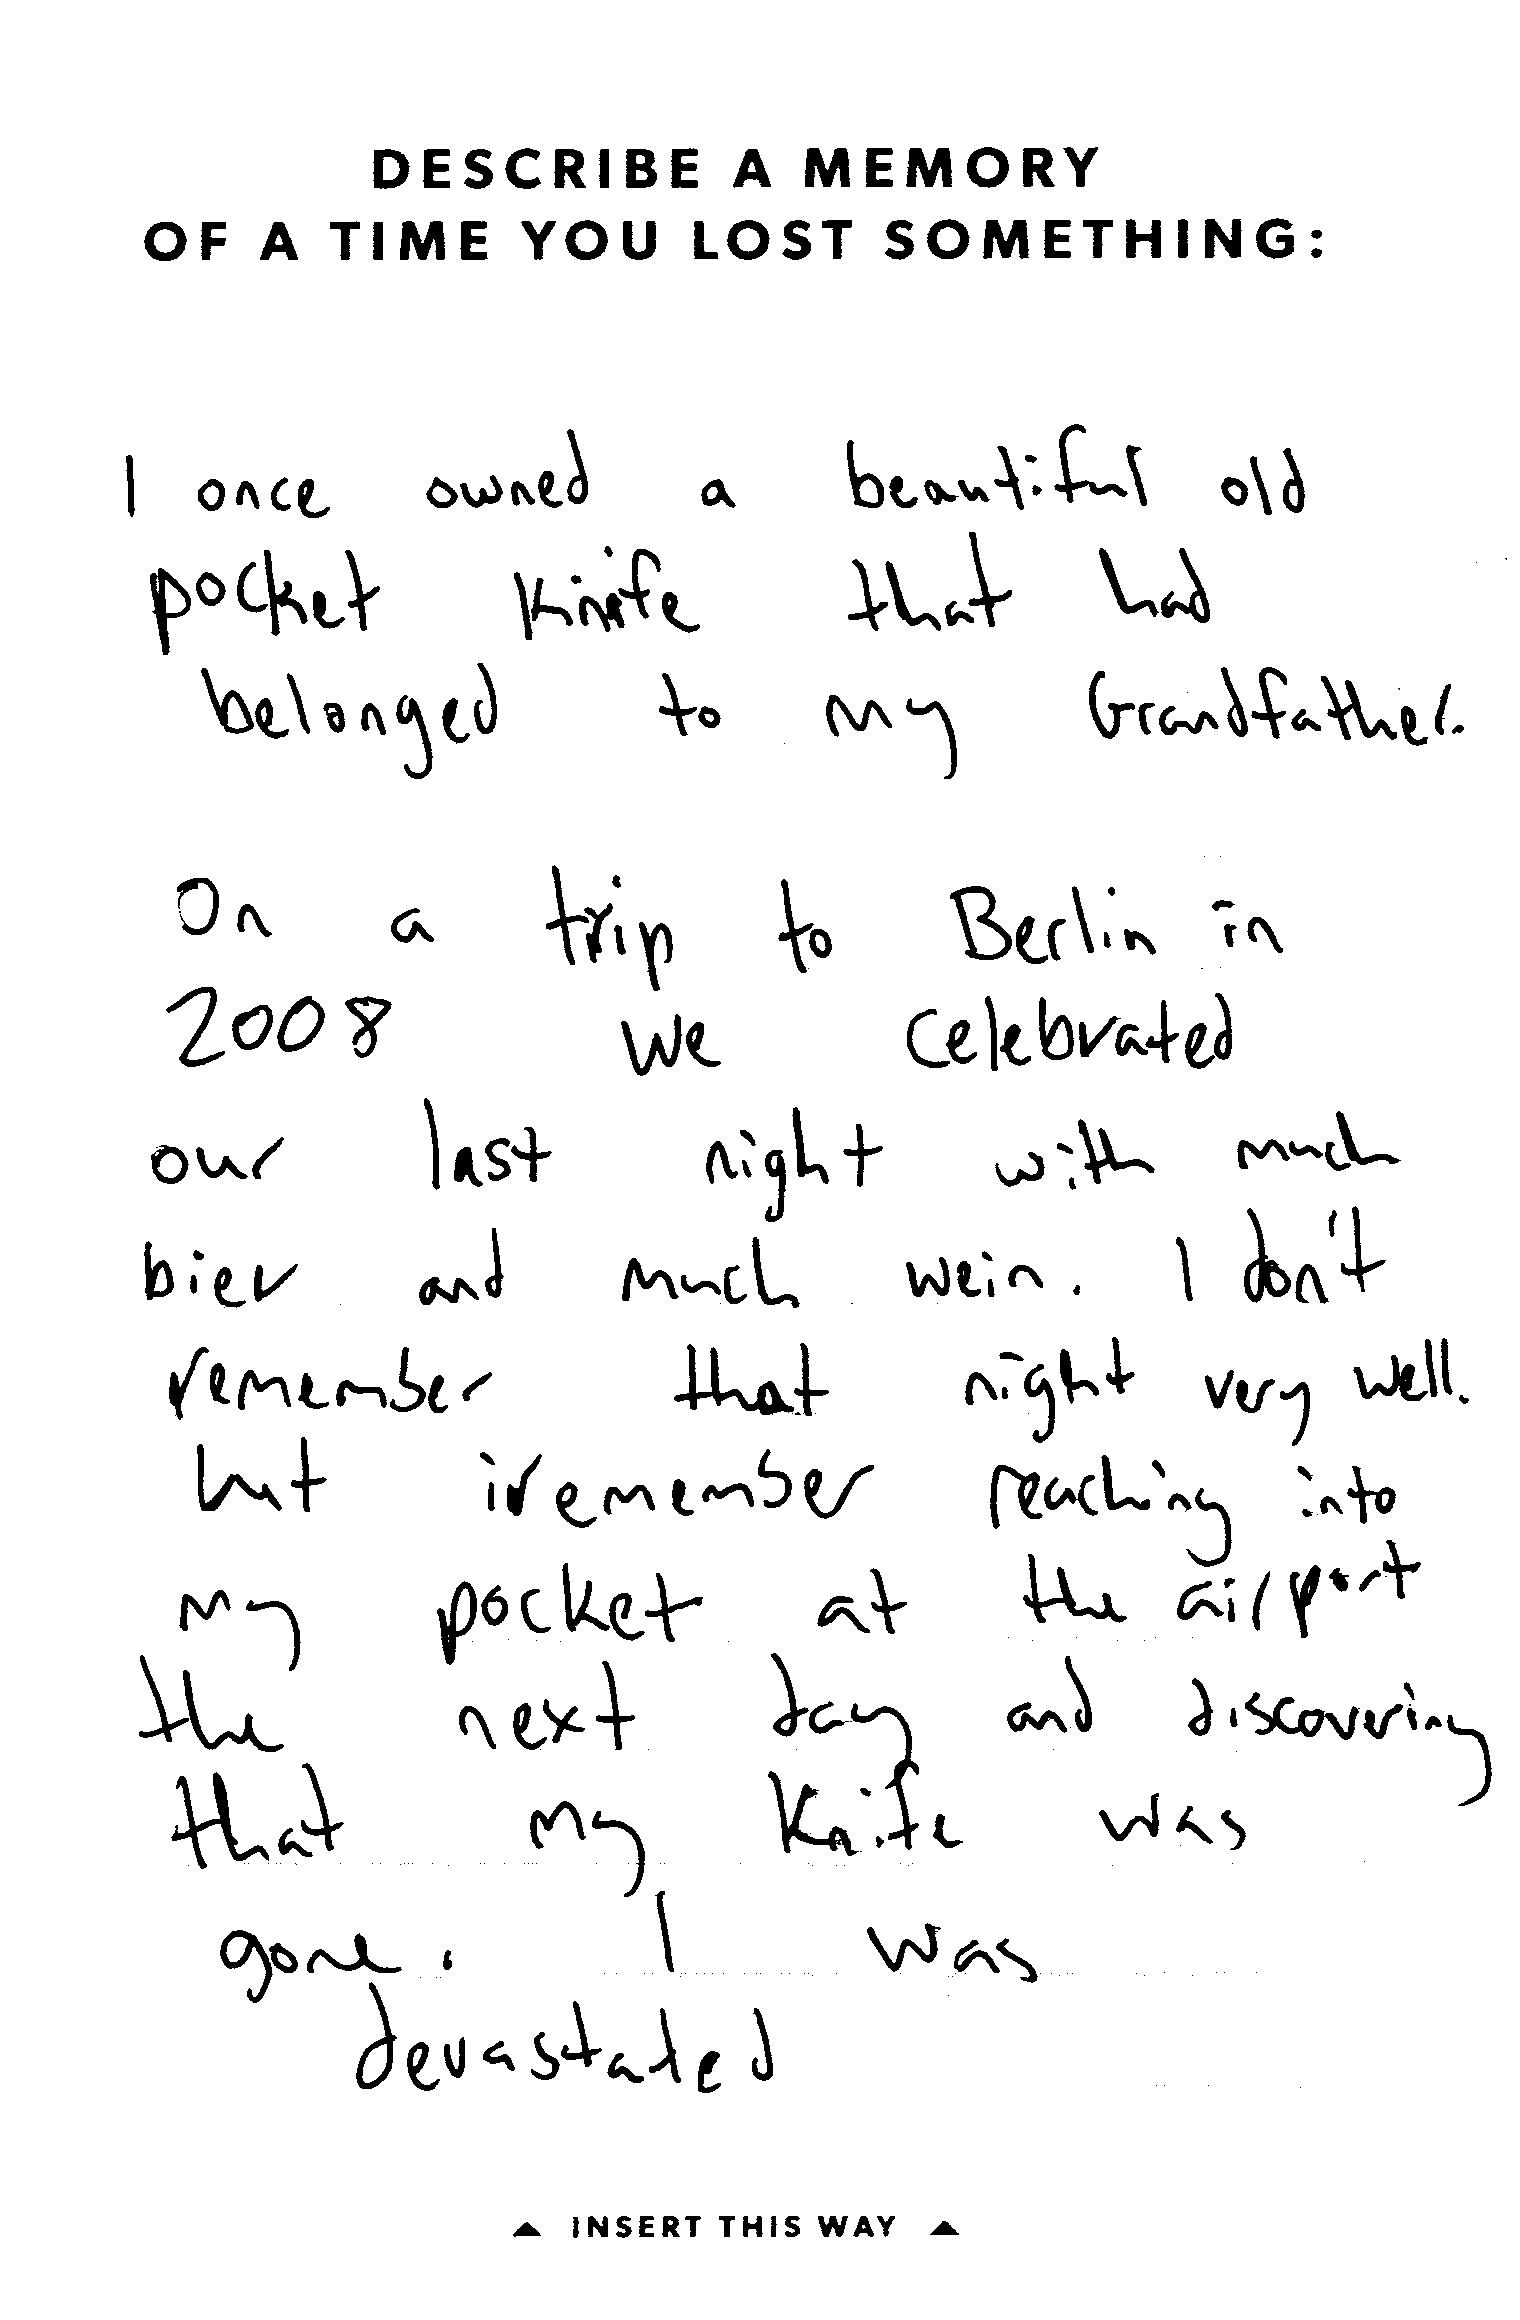 DESCRIBE A MEMORY
OF A TIME YOU LOST SOMETHING:
I once owned a beautiful old
pocket Knife that had
belonged to my Grandfather.
On a trip to Berlin in
2008 we celebrated
our last night with much
bier and much wein. I don't
remember that night very well.
but i remember reaching into
my pocket at the airport
the next day and discovering
that my Knife was
gone. I was
devastated
▲ INSERT THIS WAY ▲